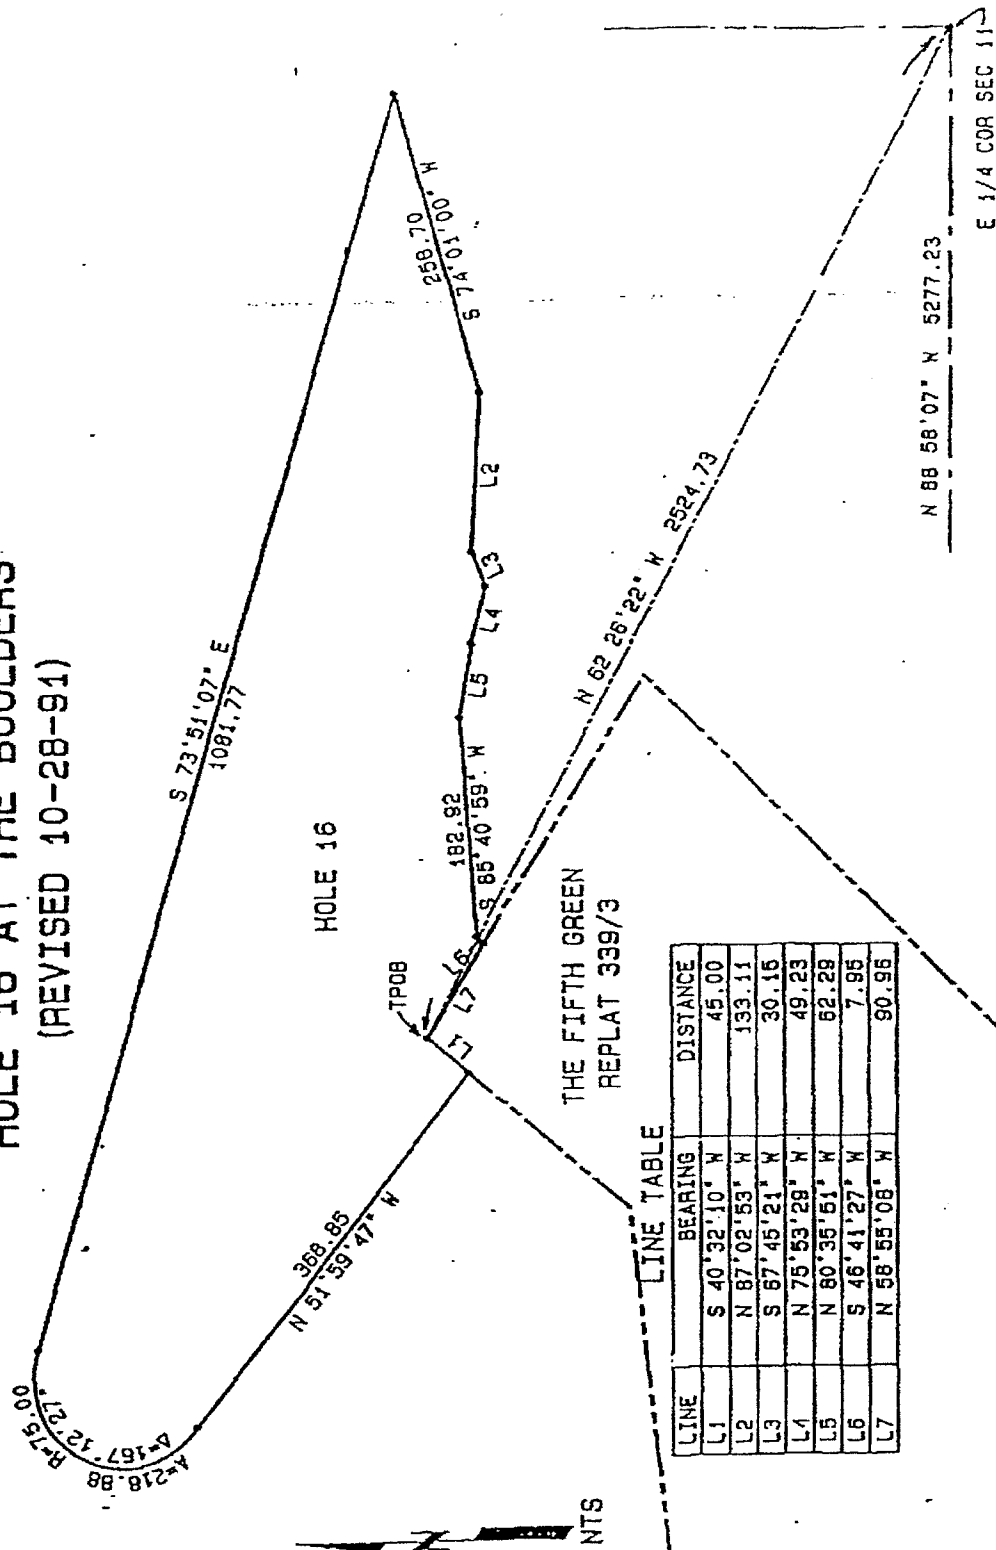 HOLE 16 AT THE BOULDERS
(REVISED 10-28-91)
S 73°51'07" E
1081.77
R=75.00
Δ=167°12'27"
A=218.88
258.70
S 74°01'00" W
HOLE 16
L2
L3
L4
L5
182.92
S 85°40'59" W
L6
L7
TPOB
L1
368.85
N 51°59'47" W
N 62 26'22" W 2524.73
N 88 58'07" W 5277.23
E 1/4 COR SEC 11
THE FIFTH GREEN
REPLAT 339/3
LINE TABLE
LINE BEARING DISTANCE
L1 S 40°32'10" W 45.00
L2 N 87°02'53" W 133.11
L3 S 67°45'21" W 30.15
L4 N 75°53'29" W 49.23
L5 N 80°35'51" W 62.29
L6 S 46°41'27" W 7.95
L7 N 58°55'08" W 90.96
NTS